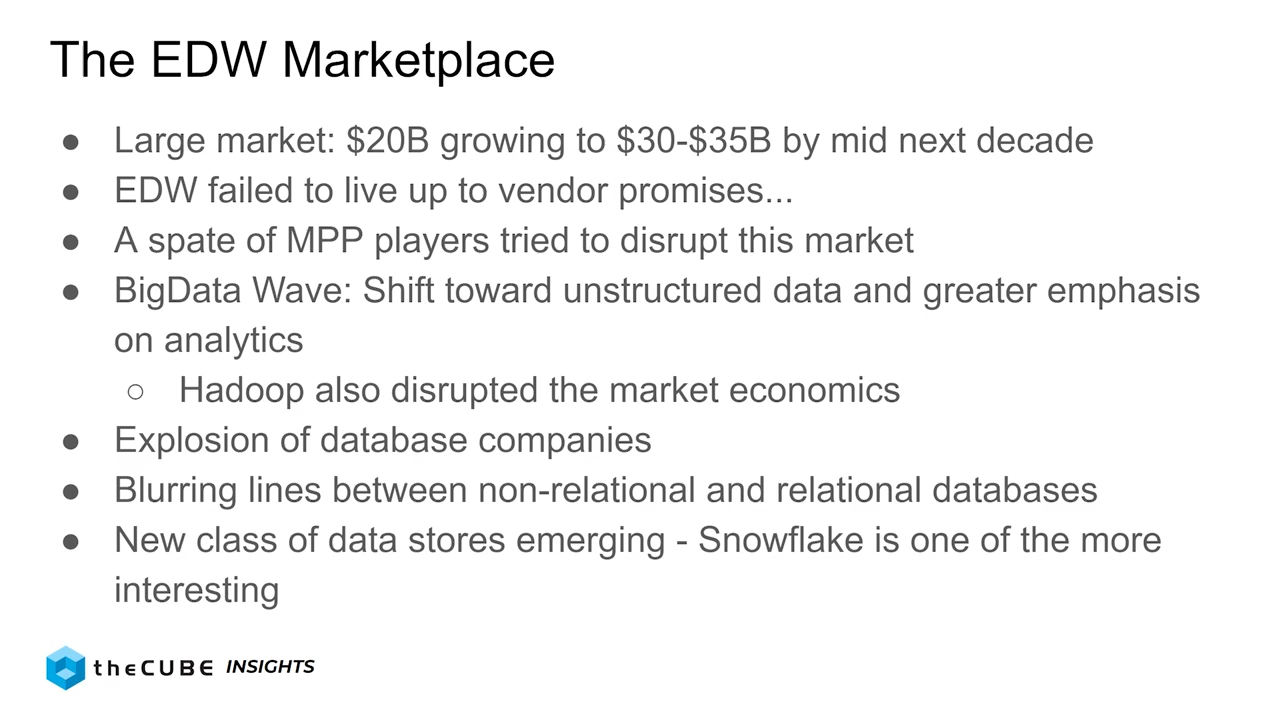 The EDW Marketplace
● Large market: $20B growing to $30-$35B by mid next decade
● EDW failed to live up to vendor promises...
● A spate of MPP players tried to disrupt this market
● BigData Wave: Shift toward unstructured data and greater emphasis
on analytics
○ Hadoop also disrupted the market economics
● Explosion of database companies
● Blurring lines between non-relational and relational databases
● New class of data stores emerging - Snowflake is one of the more
interesting
theCUBE INSIGHTS